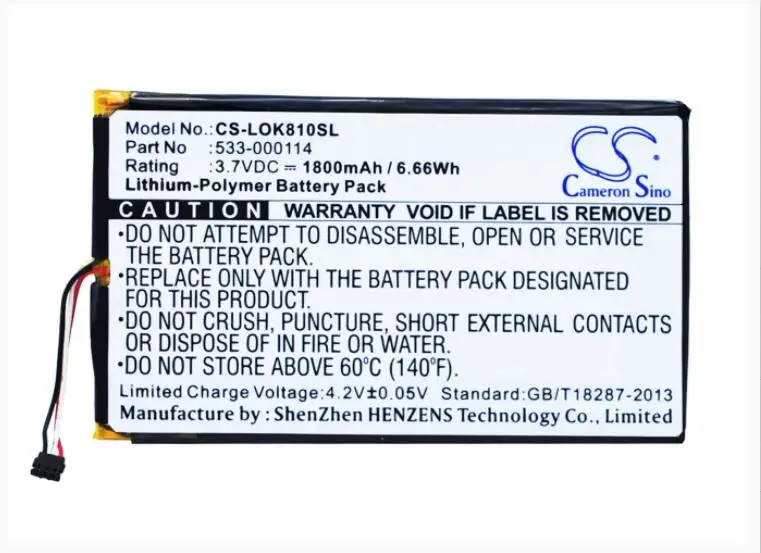 Model No.:CS-LOK810SL
Part No :533-000114
Rating :3.7VDC ⎓ 1800mAh / 6.66Wh
Lithium-Polymer Battery Pack
CS
Cameron Sino
CAUTION WARRANTY VOID IF LABEL IS REMOVED
•DO NOT ATTEMPT TO DISASSEMBLE, OPEN OR SERVICE
THE BATTERY PACK.
•REPLACE ONLY WITH THE BATTERY PACK DESIGNATED
FOR THIS PRODUCT.
•DO NOT CRUSH, PUNCTURE, SHORT EXTERNAL CONTACTS
OR DISPOSE OF IN FIRE OR WATER.
•DO NOT STORE ABOVE 60°C (140°F).
Limited Charge Voltage:4.2V±0.05V Standard:GB/T18287-2013
Manufacture by : ShenZhen HENZENS Technology Co., Ltd.